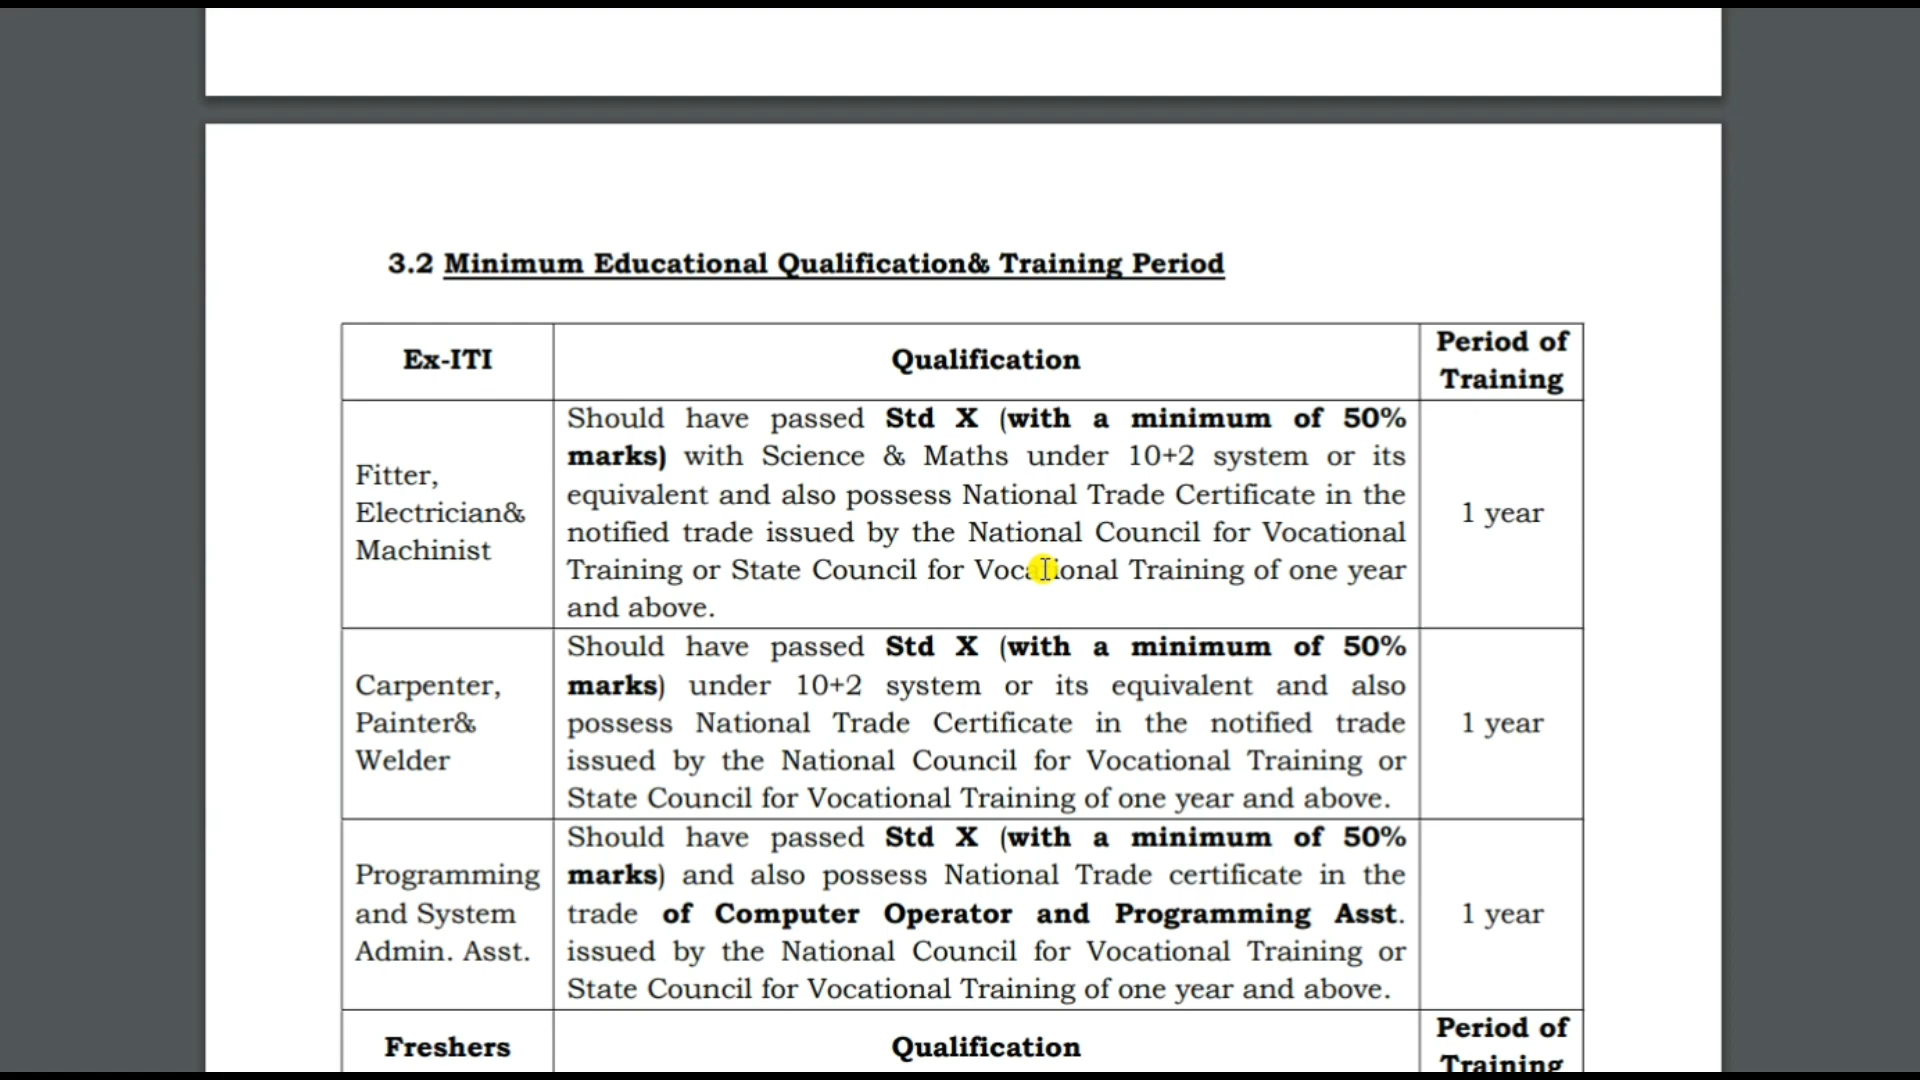 3.2 Minimum Educational Qualification& Training Period
Ex-ITI
Qualification
Period of
Training
Fitter,
Electrician&
Machinist
Should have passed Std X (with a minimum of 50%
marks) with Science & Maths under 10+2 system or its
equivalent and also possess National Trade Certificate in the
notified trade issued by the National Council for Vocational
Training or State Council for Vocational Training of one year
and above.
1 year
Carpenter,
Painter&
Welder
Should have passed Std X (with a minimum of 50%
marks) under 10+2 system or its equivalent and also
possess National Trade Certificate in the notified trade
issued by the National Council for Vocational Training or
State Council for Vocational Training of one year and above.
1 year
Programming
and System
Admin. Asst.
Should have passed Std X (with a minimum of 50%
marks) and also possess National Trade certificate in the
trade of Computer Operator and Programming Asst.
issued by the National Council for Vocational Training or
State Council for Vocational Training of one year and above.
1 year
Freshers
Qualification
Period of
Training